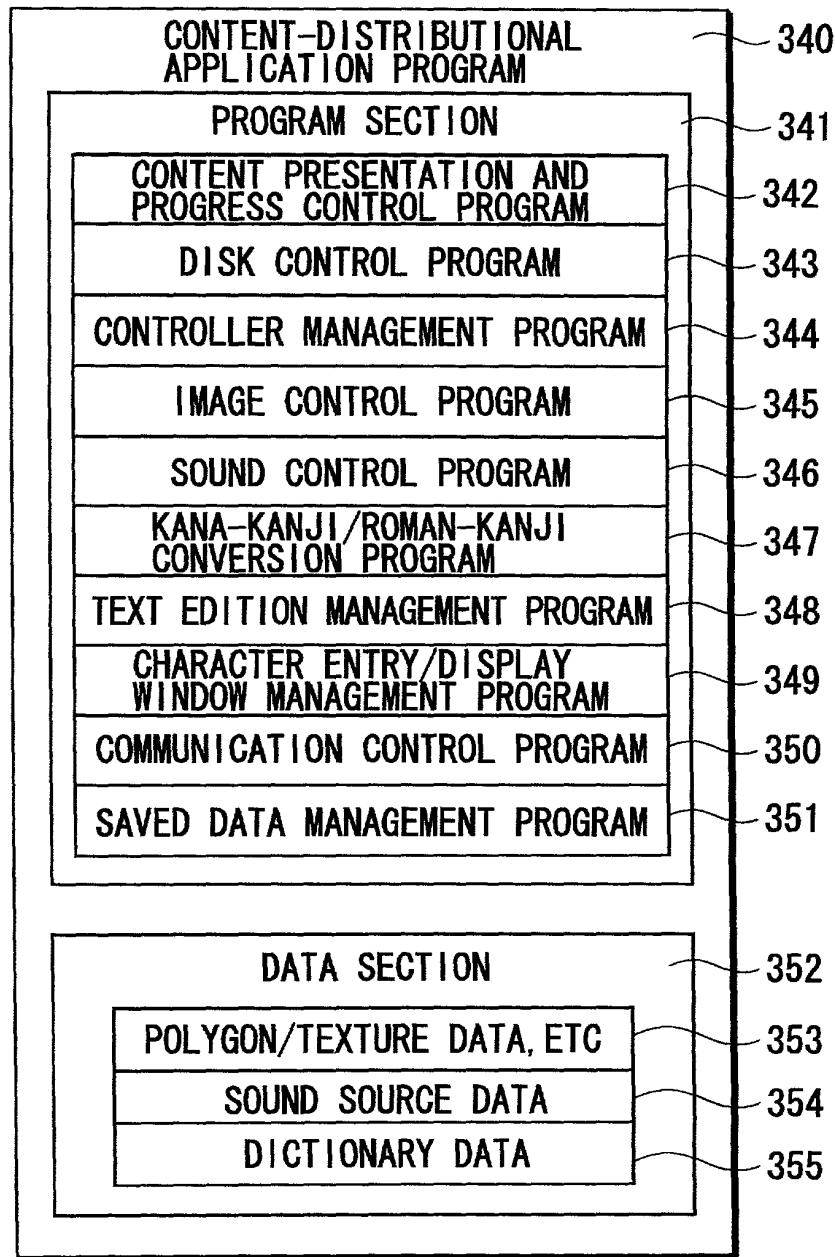 CONTENT-DISTRIBUTIONAL
APPLICATION PROGRAM
340
PROGRAM SECTION
341
CONTENT PRESENTATION AND
PROGRESS CONTROL PROGRAM
342
DISK CONTROL PROGRAM
343
CONTROLLER MANAGEMENT PROGRAM
344
IMAGE CONTROL PROGRAM
345
SOUND CONTROL PROGRAM
346
KANA-KANJI/ROMAN-KANJI
CONVERSION PROGRAM
347
TEXT EDITION MANAGEMENT PROGRAM
348
CHARACTER ENTRY/DISPLAY
WINDOW MANAGEMENT PROGRAM
349
COMMUNICATION CONTROL PROGRAM
350
SAVED DATA MANAGEMENT PROGRAM
351
DATA SECTION
352
POLYGON/TEXTURE DATA, ETC
353
SOUND SOURCE DATA
354
DICTIONARY DATA
355